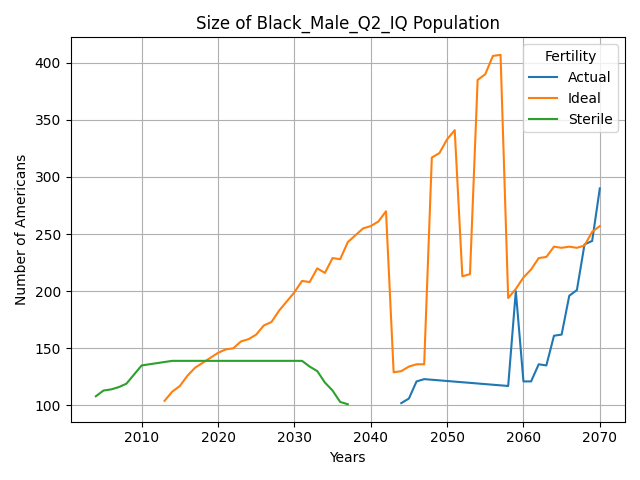 Size of Black_Male_Q2_IQ Population
Number of Americans
400
350
300
250
200
150
100
Fertility
Actual
Ideal
Sterile
2010 2020 2030 2040 2050 2060 2070
Years